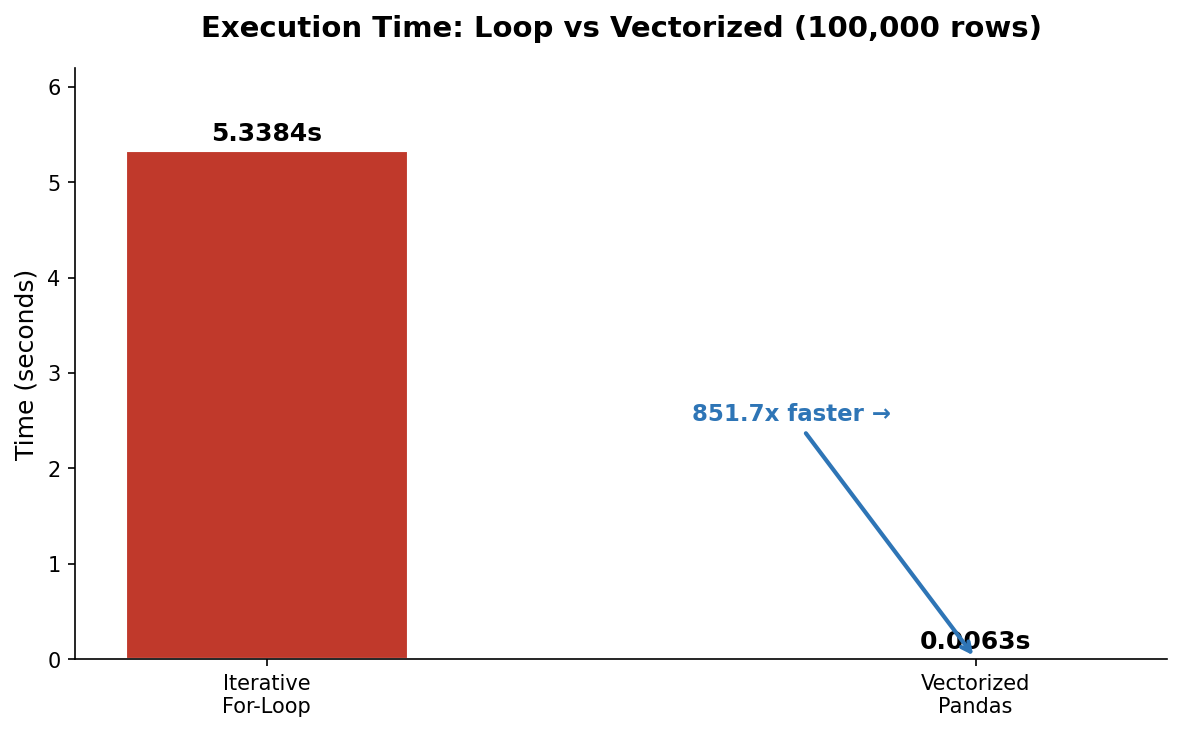 Execution Time: Loop vs Vectorized (100,000 rows)
Time (seconds)
6
5
4
3
2
1
0
5.3384s
851.7x faster →
0.0063s
Iterative
For-Loop
Vectorized
Pandas